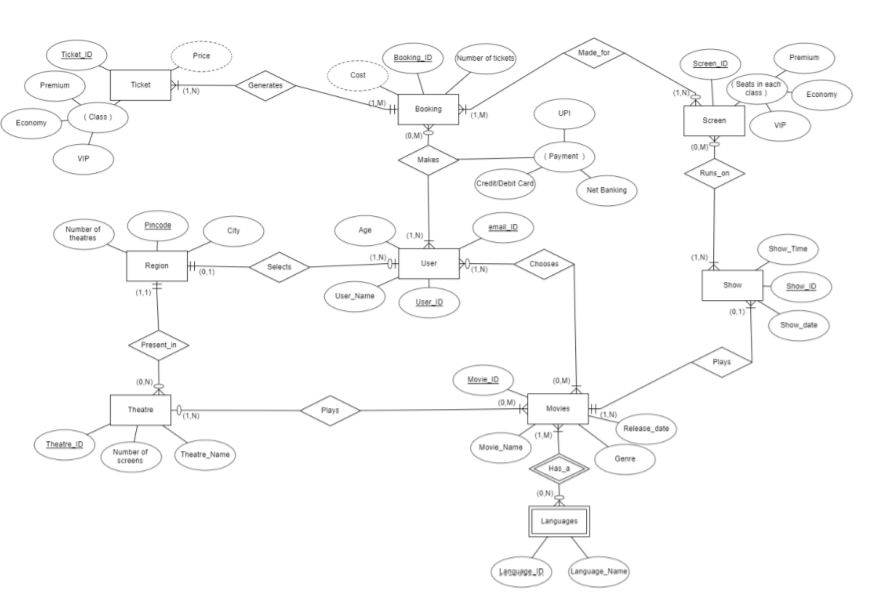 Ticket_ID
Price
Ticket
Premium
Economy
( Class )
VIP
(1,N)
Generates
Cost
Booking_ID
Number of tickets
(1,M)
Booking
(1,M)
(0,M)
Made_for
Screen_ID
( Seats in each
class )
Premium
Economy
VIP
(1,N)
Screen
(0,M)
Makes
UPI
( Payment )
Credit/Debit Card
Net Banking
Runs_on
Number of
theatres
Pincode
City
Region
(0,1)
(1,1)
Selects
Age
email_ID
(1,N)
(1,N)
User
(1,N)
User_Name
User_ID
Chooses
(1,N)
Show
Show_Time
Show_ID
Show_date
(0,1)
Present_in
(0,N)
Theatre
(1,N)
Theatre_ID
Number of
screens
Theatre_Name
Plays
Plays
Movie_ID
(0,M)
(0,M)
Movies
(1,N)
Release_date
Movie_Name
(1,M)
Genre
Has_a
(0,N)
Languages
Language_ID
Language_Name